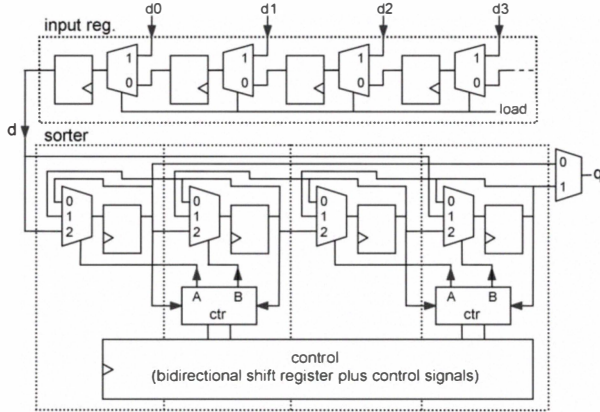 d0 d1 d2 d3
input reg.
1 1 1 1
0 0 0 0
load
d
sorter
0
q
1
0 0 0 0
1 1 1 1
2 2 2 2
A B A B
ctr ctr
control
(bidirectional shift register plus control signals)